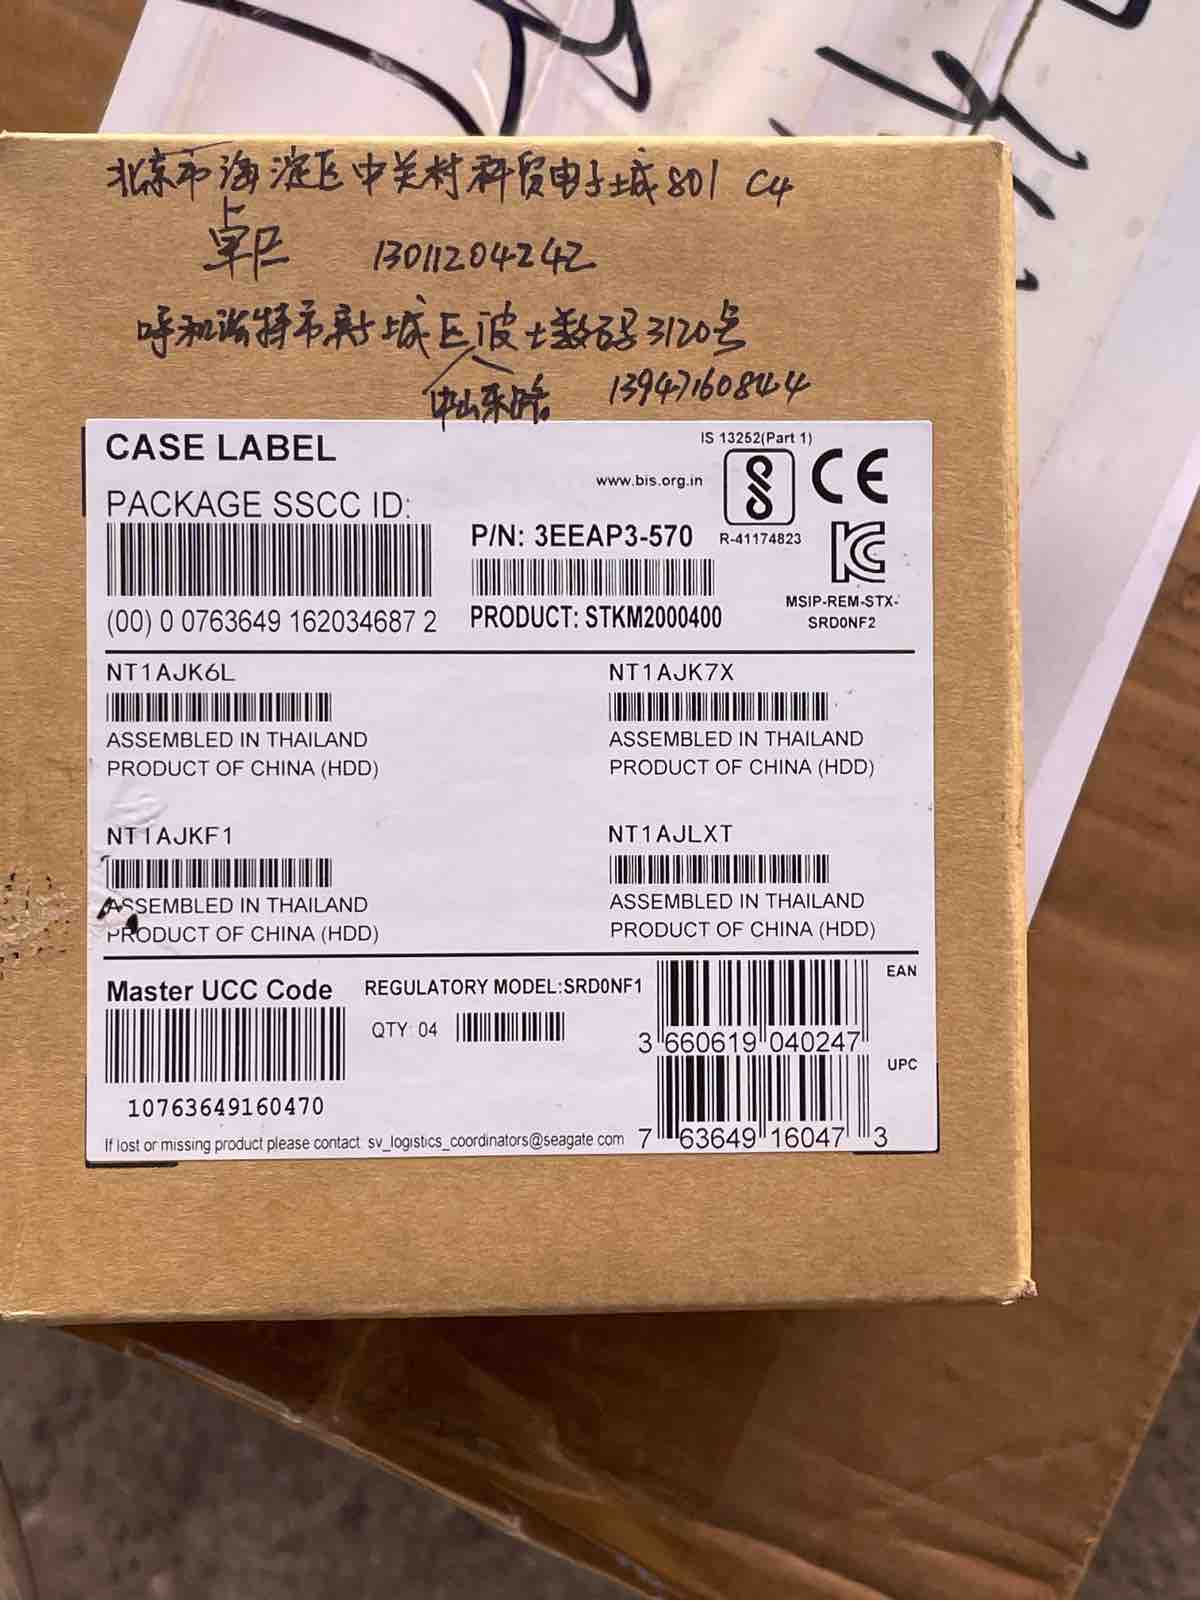 北京市海淀区中关村科贸电子城801 C4
13011204242
呼和浩特市新城区波士数码3120号
中山东路 13947160844
CASE LABEL
PACKAGE SSCC ID:
(00) 0 0763649 162034687 2
IS 13252(Part 1)
www.bis.org.in
R-41174823
CE
P/N: 3EEAP3-570
PRODUCT: STKM2000400
MSIP-REM-STX-
SRD0NF2
NT1AJK6L
ASSEMBLED IN THAILAND
PRODUCT OF CHINA (HDD)
NT1AJK7X
ASSEMBLED IN THAILAND
PRODUCT OF CHINA (HDD)
NT1AJKF1
ASSEMBLED IN THAILAND
PRODUCT OF CHINA (HDD)
NT1AJLXT
ASSEMBLED IN THAILAND
PRODUCT OF CHINA (HDD)
Master UCC Code
10763649160470
REGULATORY MODEL:SRD0NF1
QTY 04
EAN
3 660619 040247
UPC
7 63649 16047 3
If lost or missing product please contact sv_logistics_coordinators@seagate com